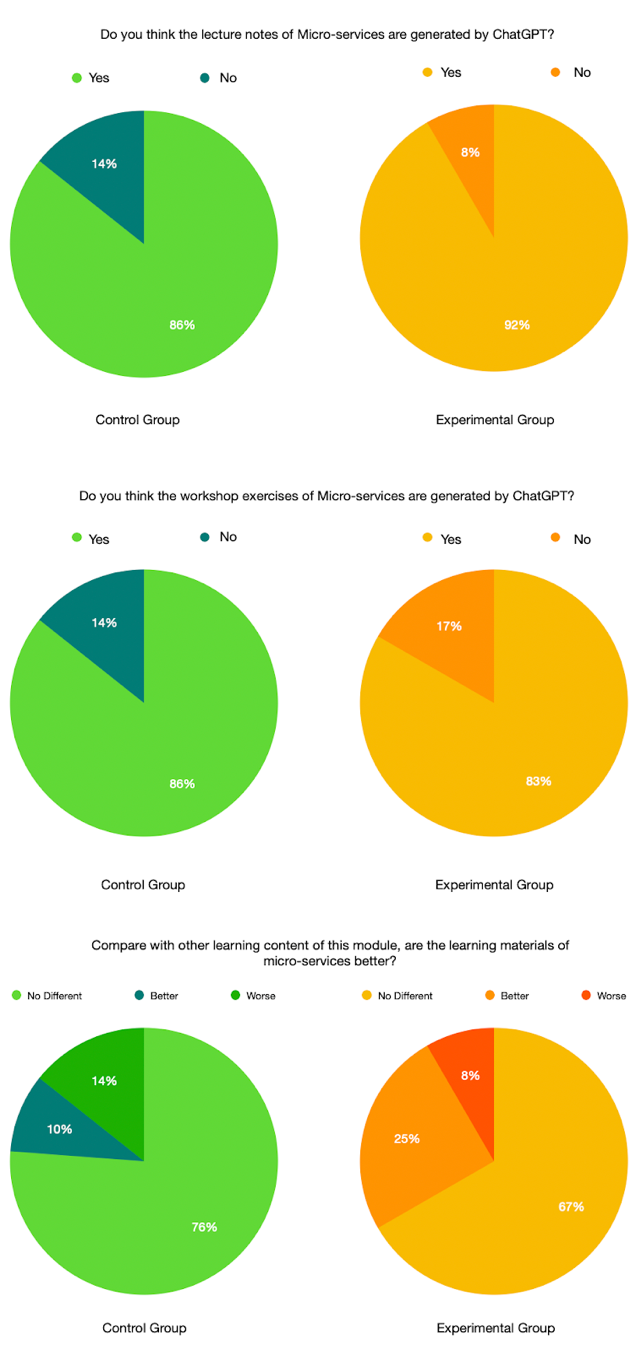 Do you think the lecture notes of Micro-services are generated by ChatGPT?
Yes
No
Yes
No
14%
86%
8%
92%
Control Group
Experimental Group
Do you think the workshop exercises of Micro-services are generated by ChatGPT?
Yes
No
Yes
No
14%
86%
17%
83%
Control Group
Experimental Group
Compare with other learning content of this module, are the learning materials of
micro-services better?
No Different
Better
Worse
No Different
Better
Worse
14%
10%
76%
8%
25%
67%
Control Group
Experimental Group